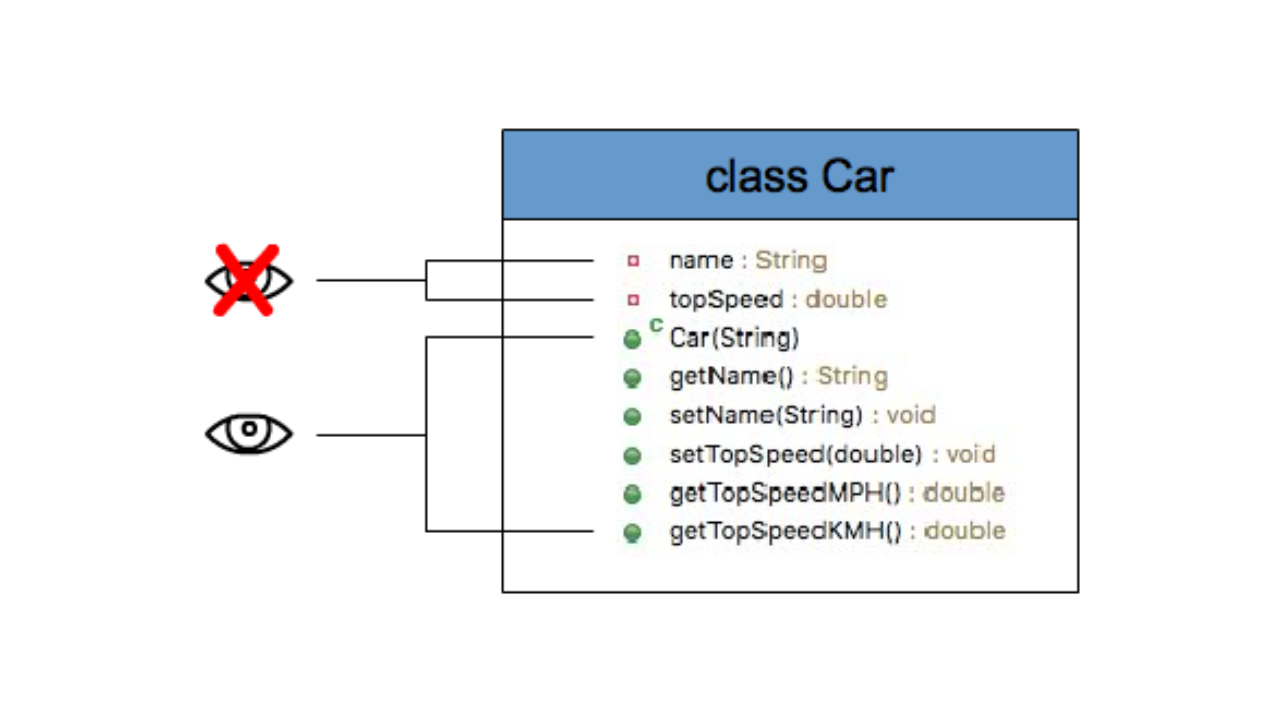 class Car
name : String
topSpeed : double
C Car(String)
getName() : String
setName(String) : void
setTopSpeed(double) : void
getTopSpeedMPH() : double
getTopSpeedKMH() : double